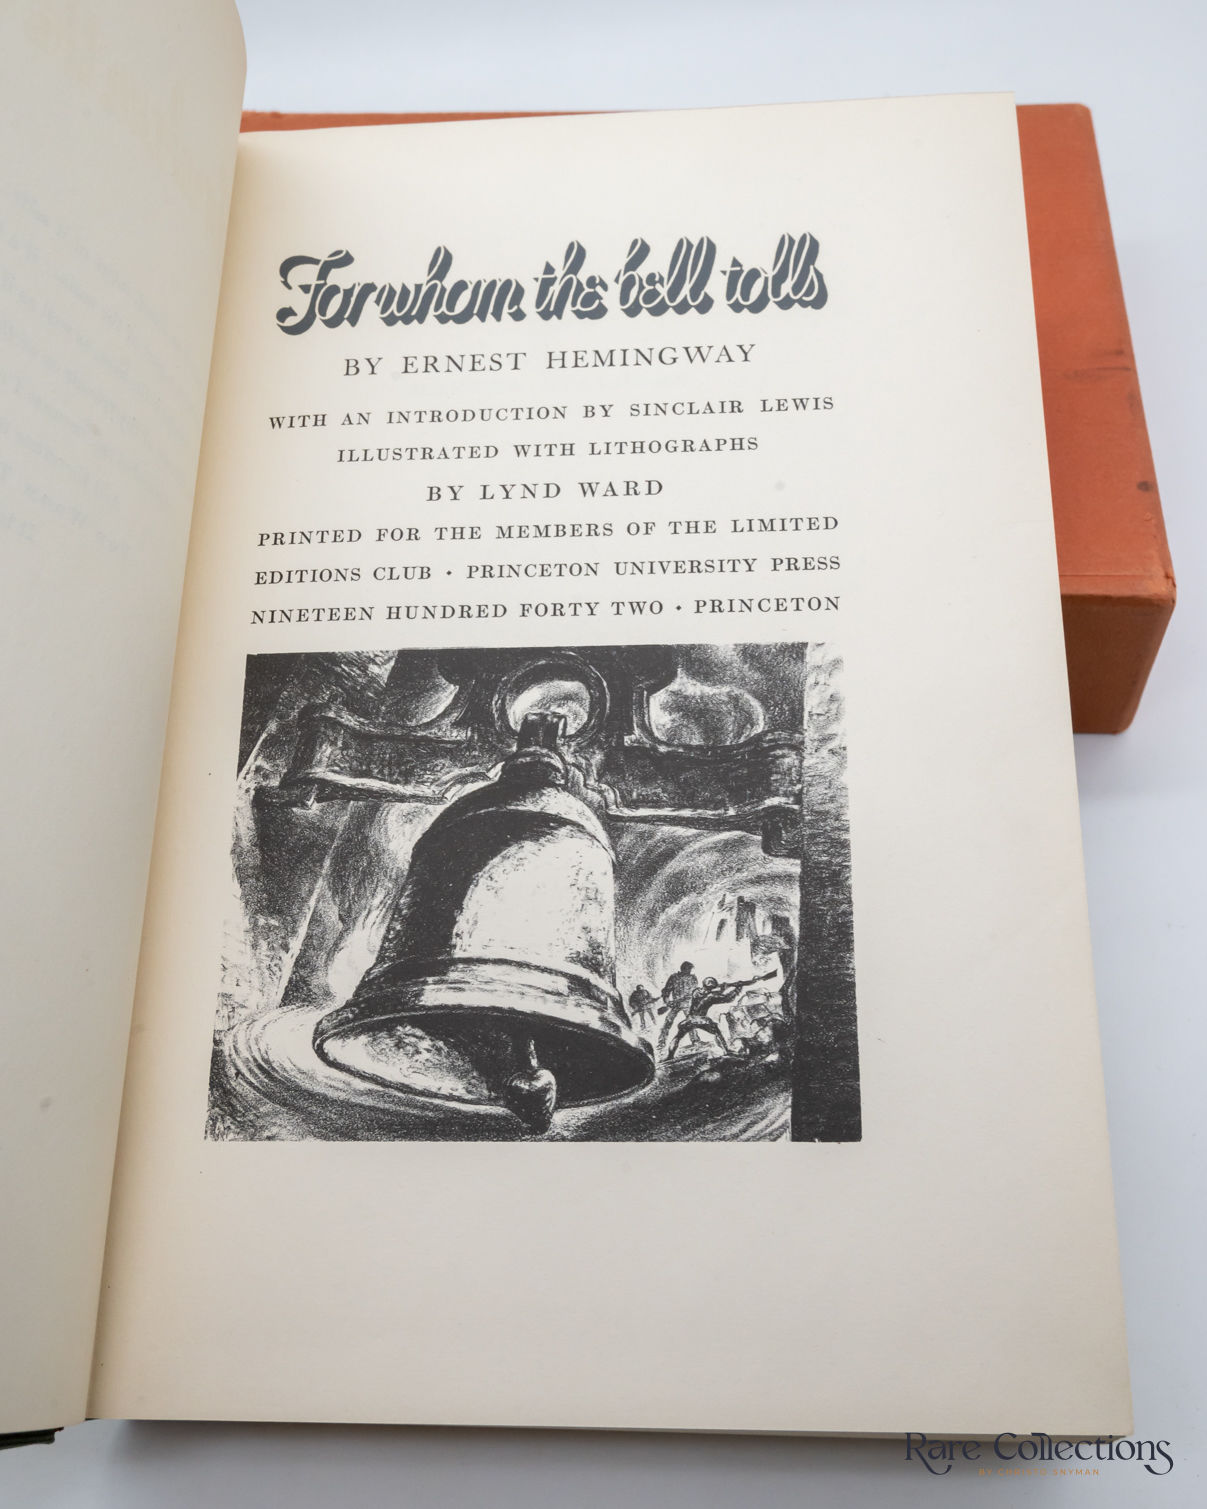 For whom the bell tolls
BY ERNEST HEMINGWAY
WITH AN INTRODUCTION BY SINCLAIR LEWIS
ILLUSTRATED WITH LITHOGRAPHS
BY LYND WARD
PRINTED FOR THE MEMBERS OF THE LIMITED
EDITIONS CLUB • PRINCETON UNIVERSITY PRESS
NINETEEN HUNDRED FORTY TWO • PRINCETON
Rare Collections
BY SNYMAN